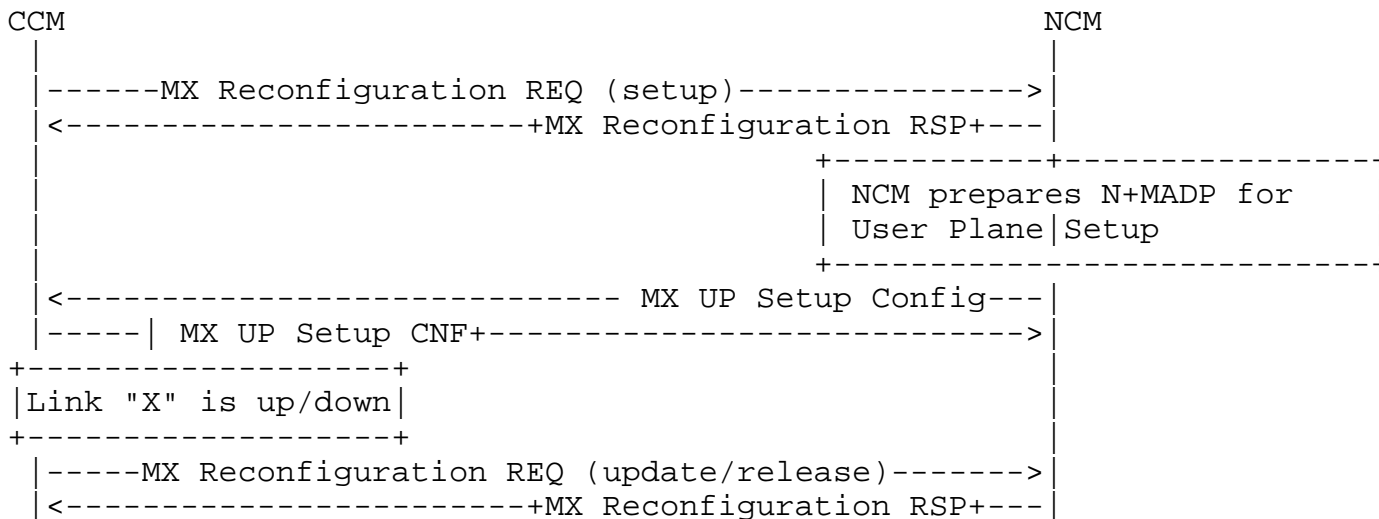 CCM NCM
MX Reconfiguration REQ (setup)
+MX Reconfiguration RSP+
NCM prepares N+MADP for
User Plane|Setup
MX UP Setup Config
| MX UP Setup CNF+
Link "X" is up/down
MX Reconfiguration REQ (update/release)
+MX Reconfiguration RSP+